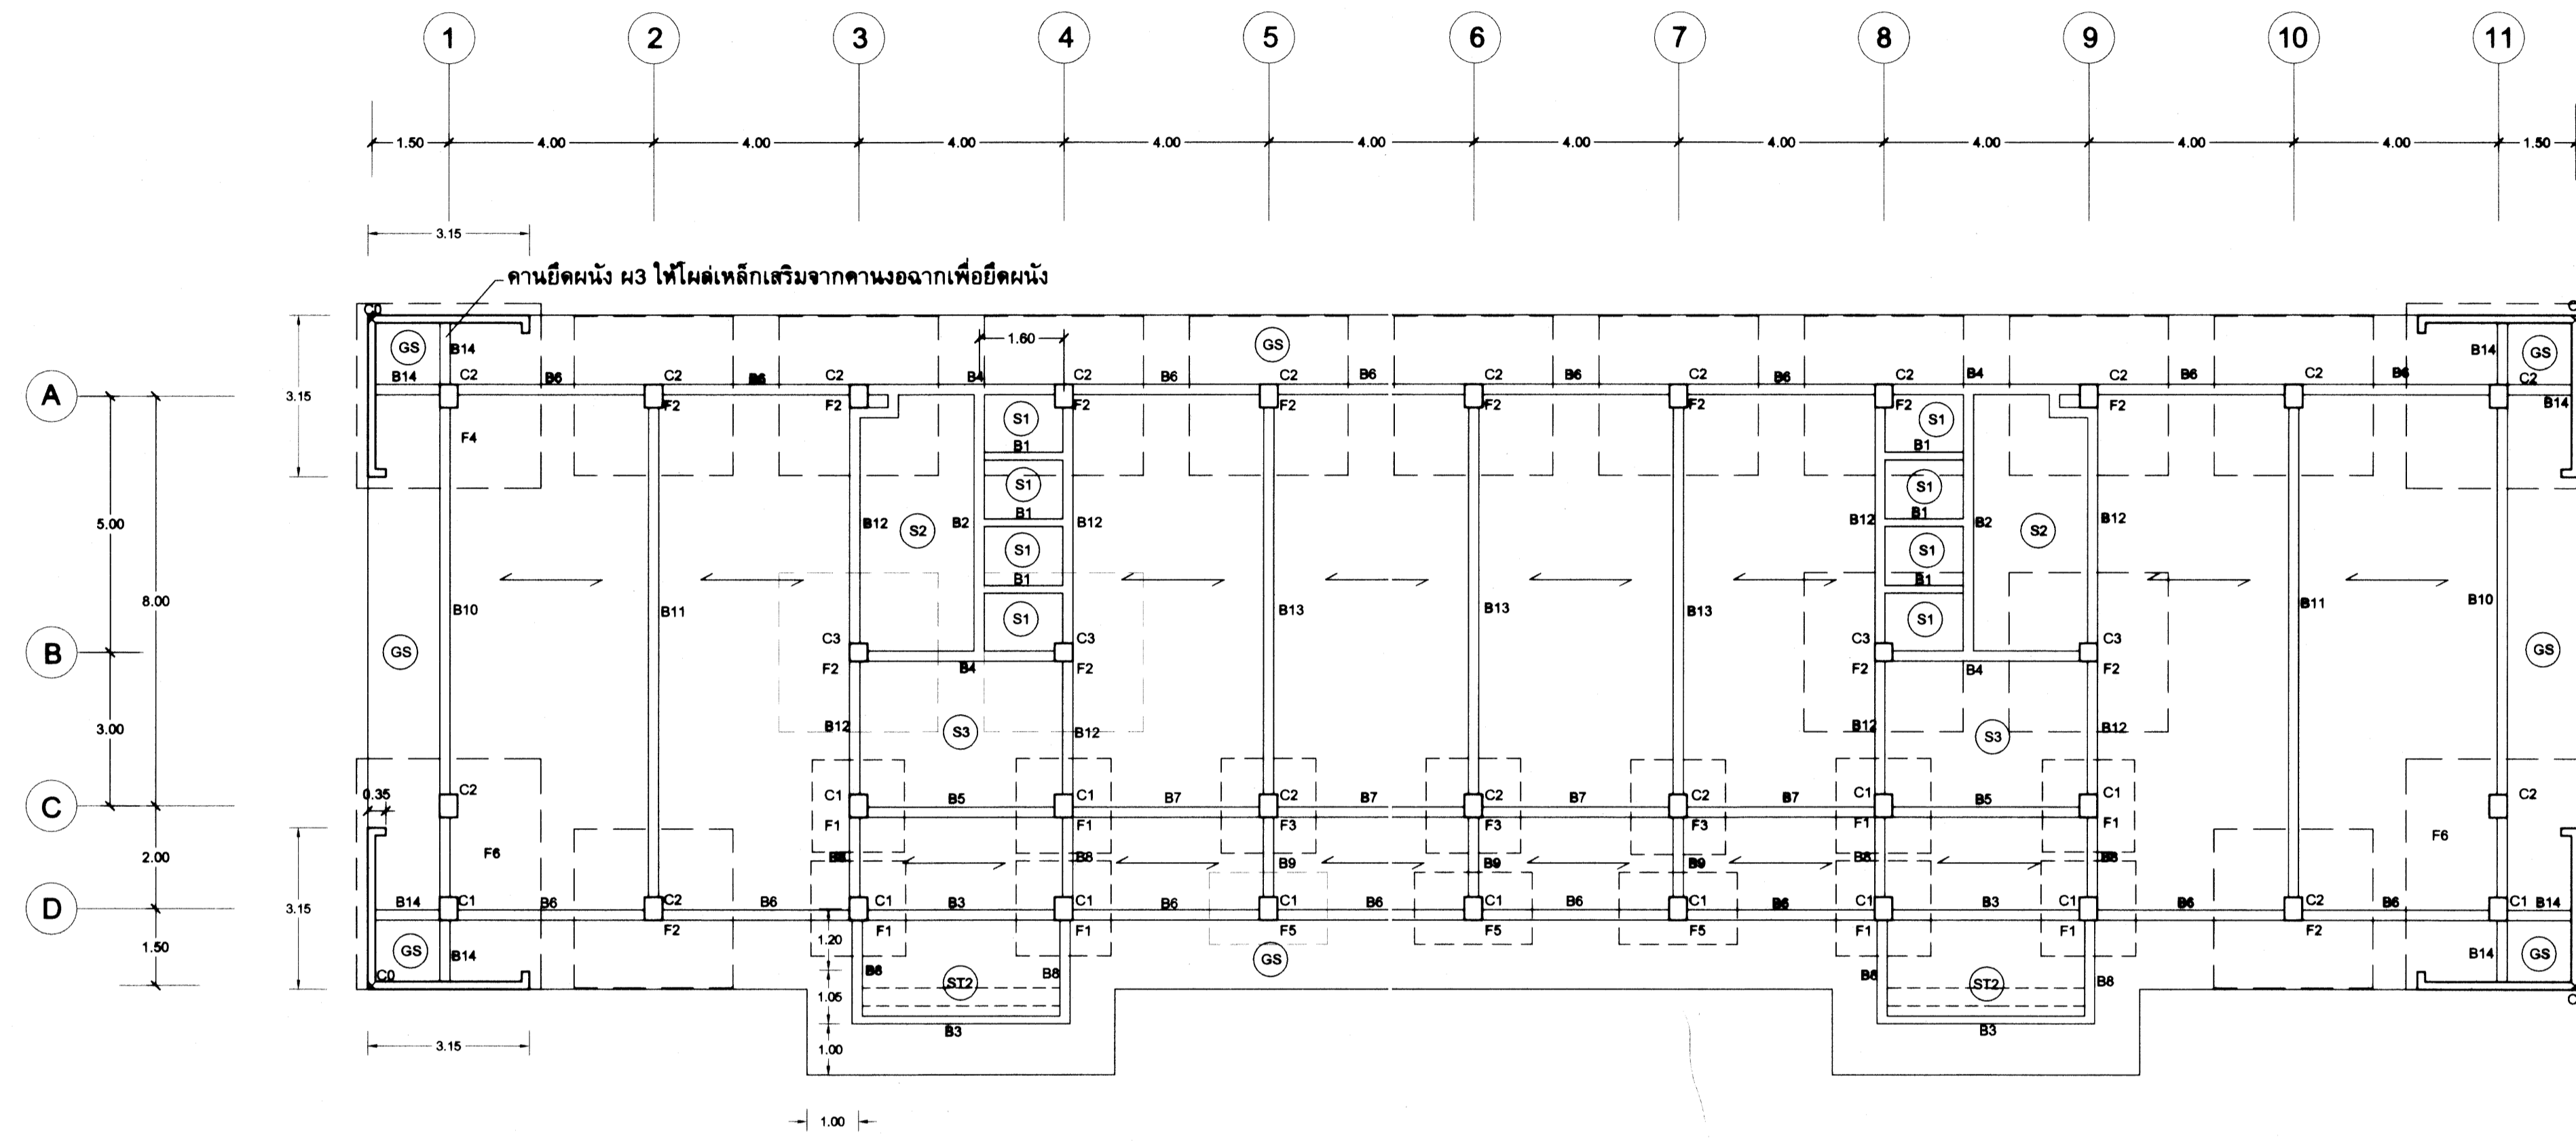 1 2 3 4 5 6 7 8 9 10 11
1.50 4.00 4.00 4.00 4.00 4.00 4.00 4.00 4.00 4.00 4.00 1.50
3.15
คานยึดผนัง ผ3 ให้โผล่เหล็กเสริมจากคานงอฉากเพื่อยึดผนัง
C0
1.60
GS B14 GS B14 GS
3.15
B14 C2 B6 C2 B6 C2 B4 C2 B6 C2 B6 C2 B6 C2 B6 C2 B4 C2 B6 C2 B6 C2
A
F2 F2 F2 F2 F2 F2 F2 F2 B14
S1 S1
F4
B1 B1
S1 S1
5.00
B1 B1
B12 S2 B2 B12 B12 B2 S2 B12
S1 S1
B1 B1
8.00
B10 B11 B13 B13 B13 B11 B10
S1 S1
C3 C3 C3 C3
B GS GS
F2 B4 F2 F2 B4 F2
3.00
B12 S3 B12 B12 S3 B12
0.35
C2 C1 B5 C1 B7 C2 B7 C2 B7 C2 B7 C1 B5 C1 C2
C
F1 F1 F3 F3 F3 F1 F1 F6
F6
2.00
B8 B9 B9 B9 B8
B14 C1 B6 C2 B6 C1 B3 C1 B6 C1 B6 C1 B6 C1 B6 C1 B3 C1 B6 C2 B6 C1 B14
D
3.15
F2 F1 F1 F5 F5 F5 F1 F1 F2
1.20
1.50
GS B14 GS B14 GS
C0 ST2 B8 ST2 B8
1.05
B3 B3
3.15 1.00
1.00